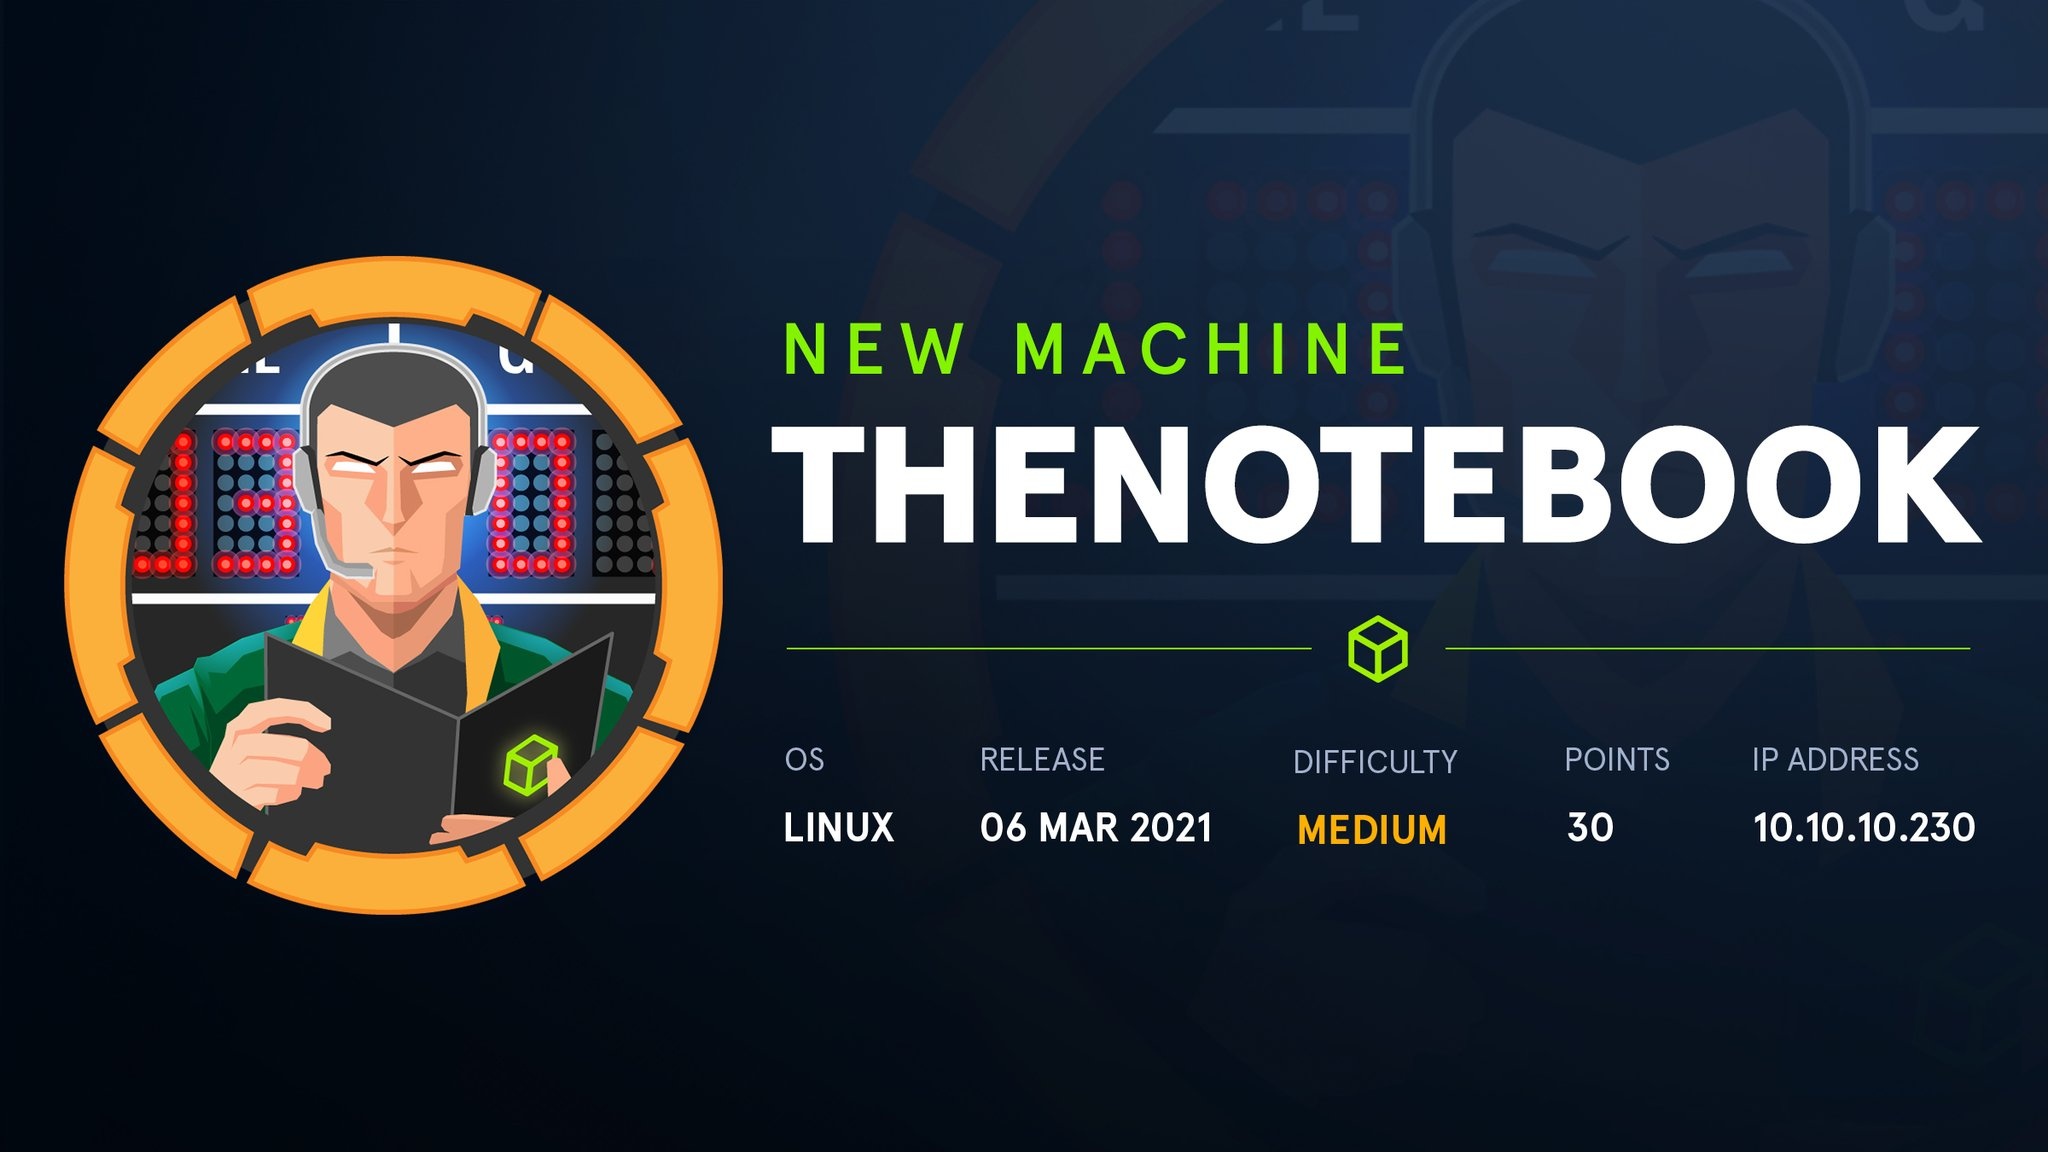 NEW MACHINE
THENOTEBOOK
OS RELEASE DIFFICULTY POINTS IP ADDRESS
LINUX 06 MAR 2021 MEDIUM 30 10.10.10.230